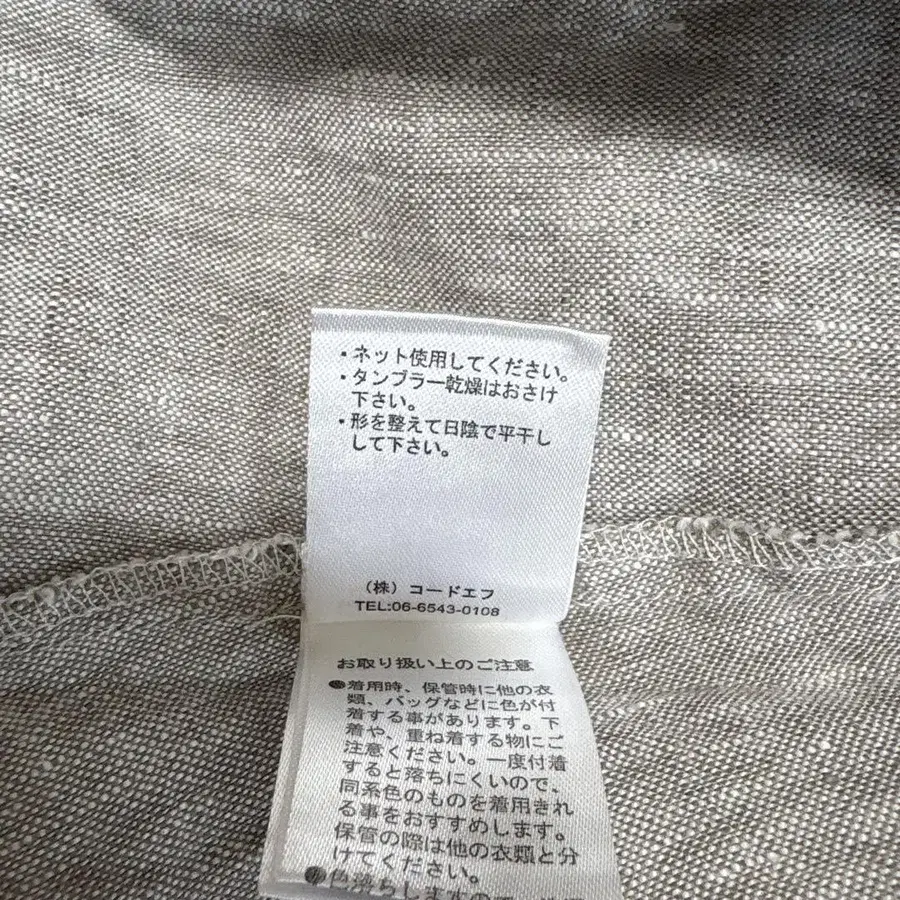 ・ネット使用してください。
・タンブラー乾燥はおさけ
下さい。
・形を整えて日陰で平干し
して下さい。
（株）コードエフ
TEL:06-6543-0108
お取り扱い上のご注意
●着用時、保管時に他の衣
類、バッグなどに色が付
着する事があります。下
着や、重ね着する物にご
注意ください。一度付着
すると落ちにくいので、
同系色のものを着用され
る事をおすすめします。
保管の際は他の衣類と分
けてください。
●色落ちしますので、